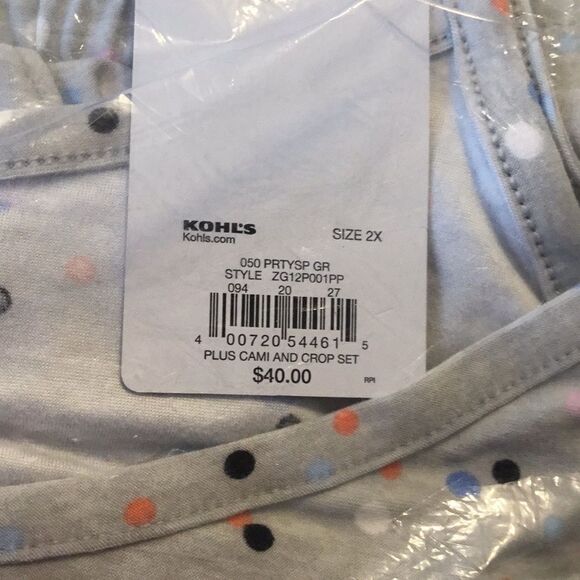 KOHL'S
Kohls.com
SIZE 2X
050 PRTYSP GR
STYLE ZG12P001PP
094 20 27
4 00720 54461 5
PLUS CAMI AND CROP SET
$40.00
RPI